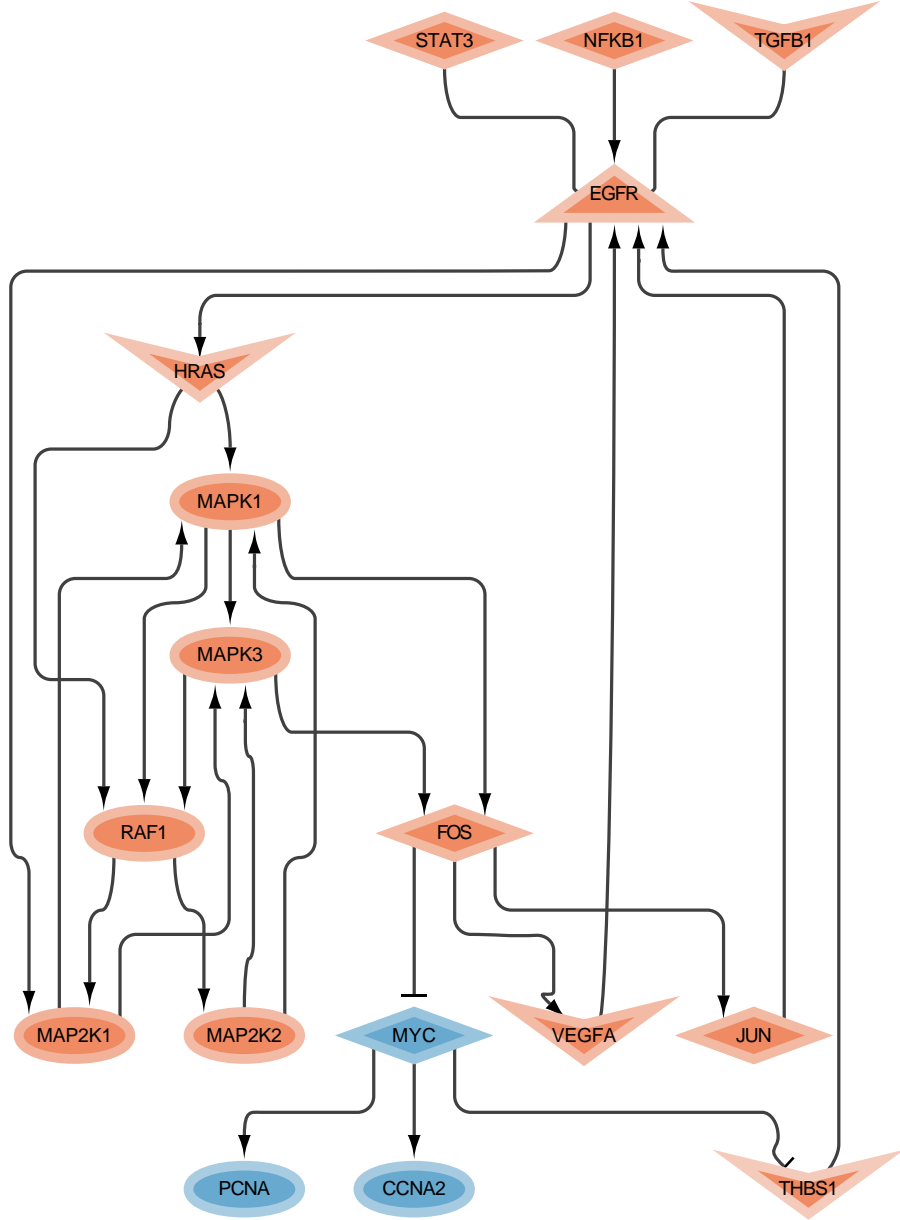 STAT3
NFKB1
TGFB1
EGFR
HRAS
MAPK1
MAPK3
RAF1
FOS
MAP2K1
MAP2K2
MYC
VEGFA
JUN
PCNA
CCNA2
THBS1